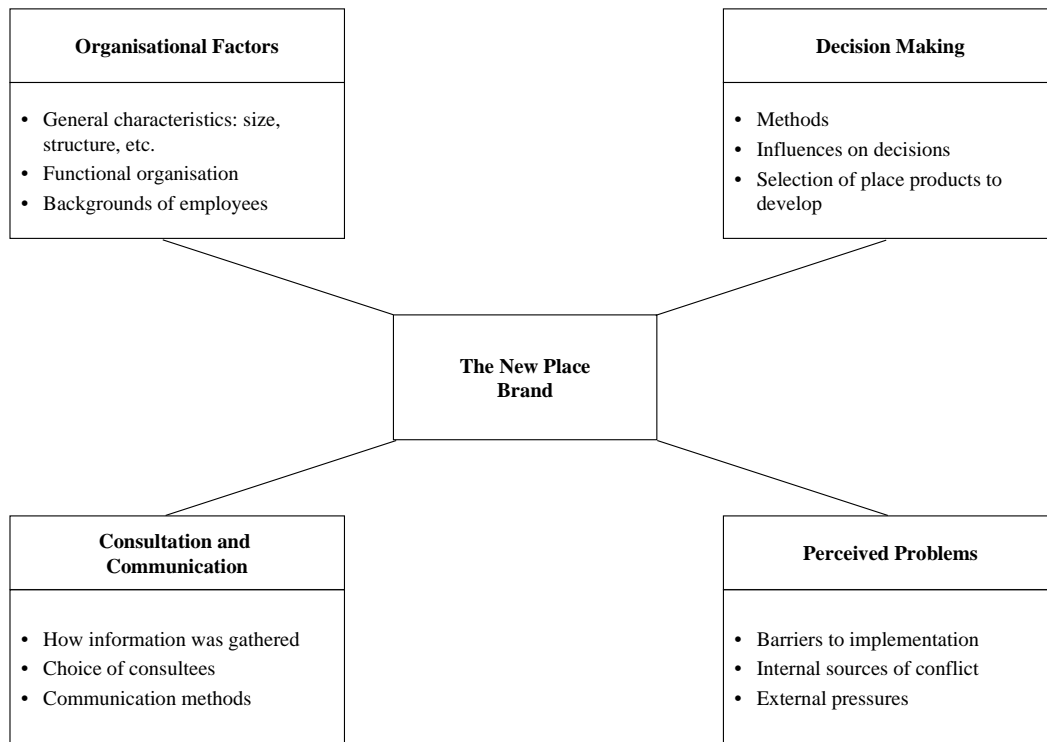 Organisational Factors
• General characteristics: size,
structure, etc.
• Functional organisation
• Backgrounds of employees
Decision Making
• Methods
• Influences on decisions
• Selection of place products to
develop
The New Place
Brand
Consultation and
Communication
• How information was gathered
• Choice of consultees
• Communication methods
Perceived Problems
• Barriers to implementation
• Internal sources of conflict
• External pressures